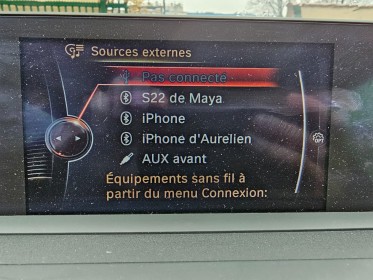 Sources externes
Pas connecté
S22 de Maya
iPhone
iPhone d'Aurelien
AUX avant
Équipements sans fil à
partir du menu Connexion: